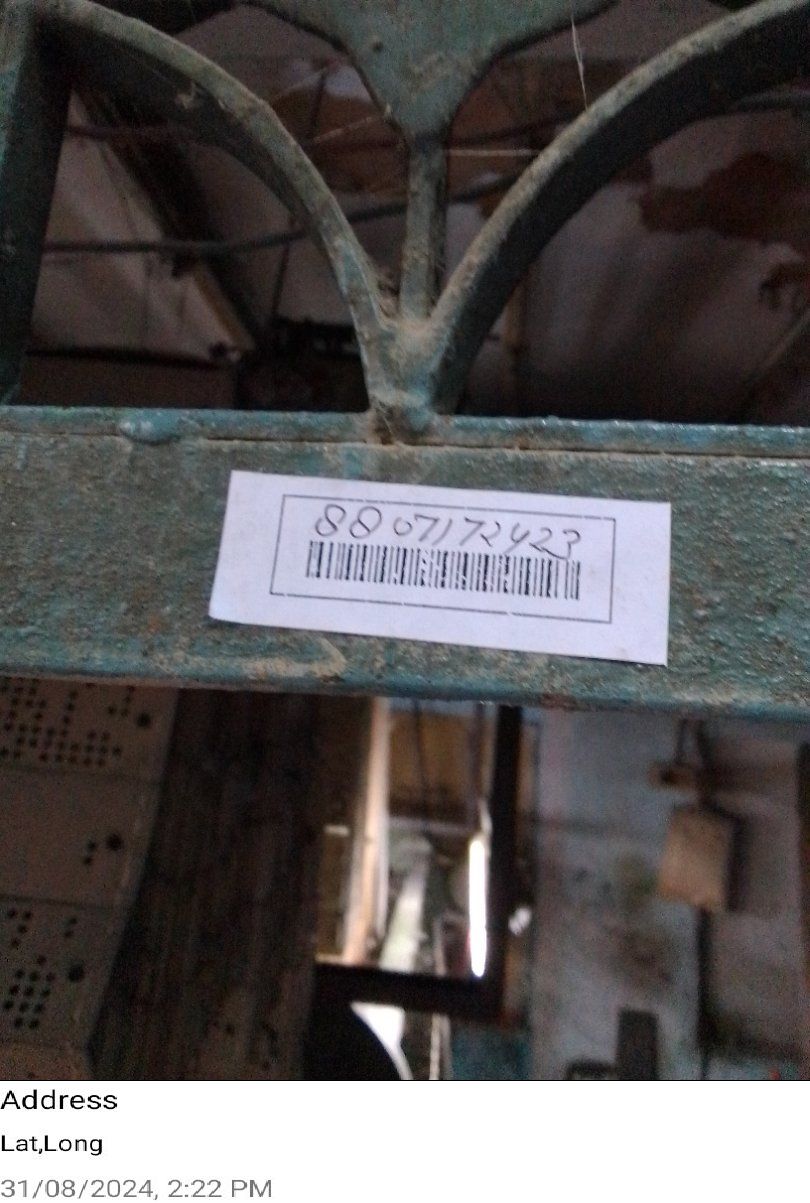 8807172423
Address
Lat,Long
31/08/2024, 2:22 PM